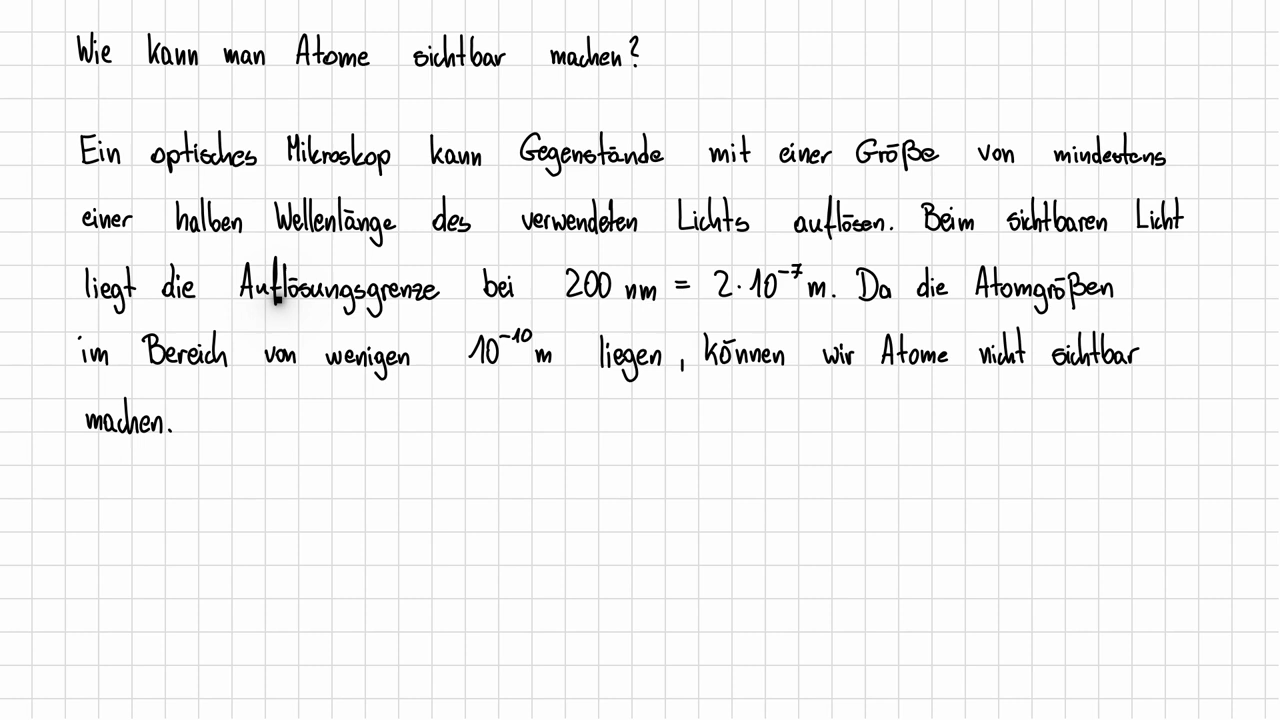 Wie kann man Atome sichtbar machen?
Ein optisches Mikroskop kann Gegenstände mit einer Größe von mindestens
einer halben Wellenlänge des verwendeten Lichts auflösen. Beim sichtbaren Licht
liegt die Auflösungsgrenze bei 200 nm = 2·10⁻⁷ m. Da die Atomgrößen
im Bereich von wenigen 10⁻¹⁰ m liegen, können wir Atome nicht sichtbar
machen.